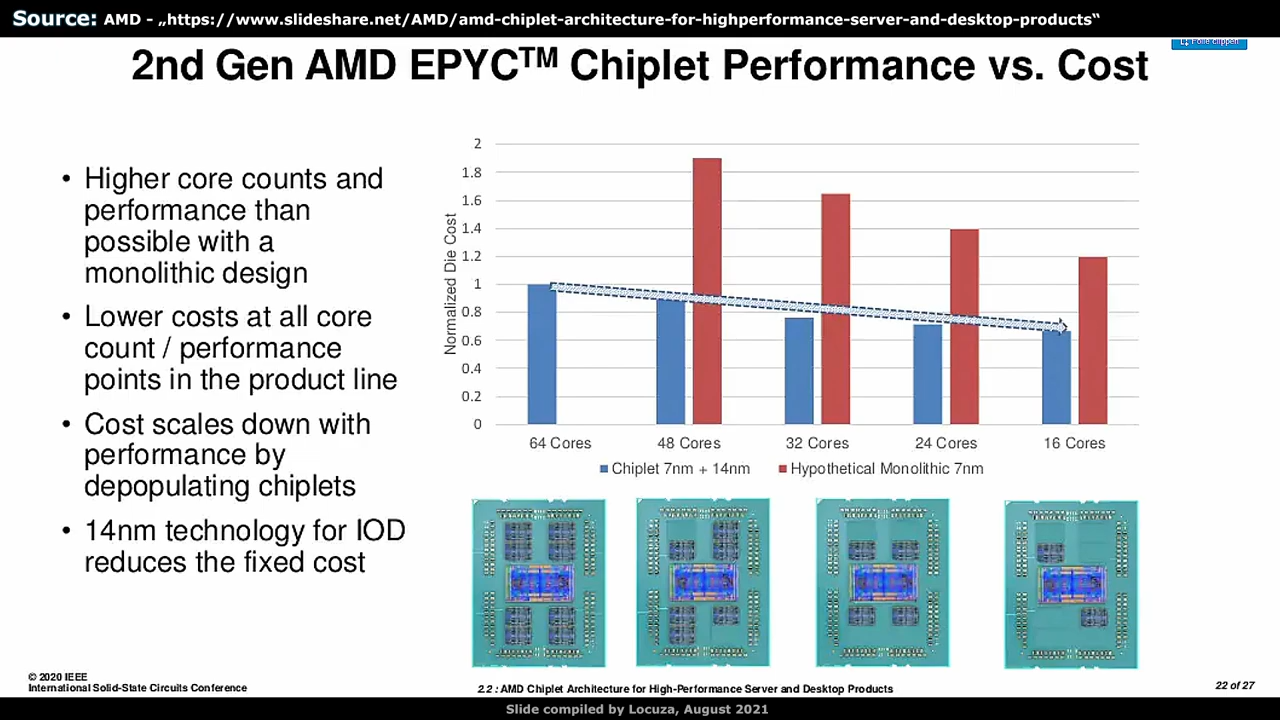 Source: AMD - „https://www.slideshare.net/AMD/amd-chiplet-architecture-for-highperformance-server-and-desktop-products“
2nd Gen AMD EPYC™ Chiplet Performance vs. Cost
• Higher core counts and
performance than
possible with a
monolithic design
• Lower costs at all core
count / performance
points in the product line
• Cost scales down with
performance by
depopulating chiplets
• 14nm technology for IOD
reduces the fixed cost
Normalized Die Cost
2
1.8
1.6
1.4
1.2
1
0.8
0.6
0.4
0.2
0
64 Cores 48 Cores 32 Cores 24 Cores 16 Cores
Chiplet 7nm + 14nm Hypothetical Monolithic 7nm
© 2020 IEEE
International Solid-State Circuits Conference
2.2 : AMD Chiplet Architecture for High-Performance Server and Desktop Products
22 of 27
Slide compiled by Locuza, August 2021